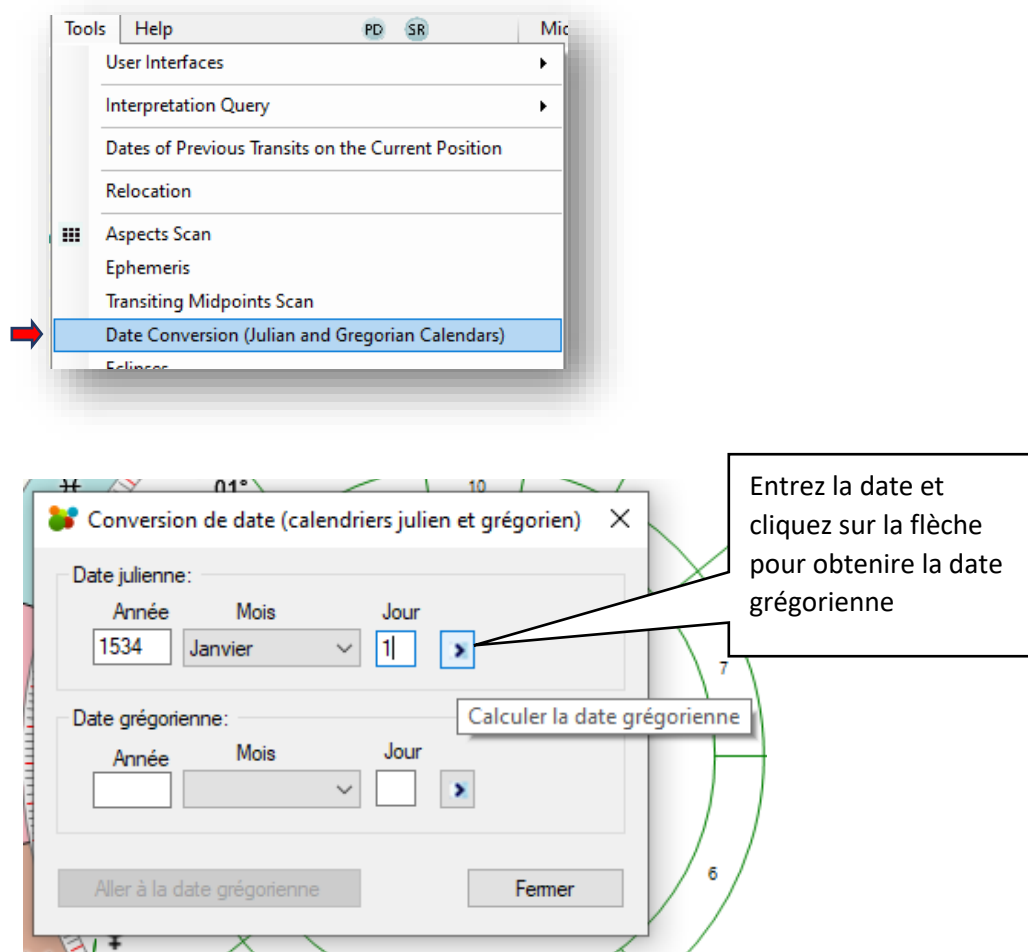 Tools Help PD SR Mic
User Interfaces
Interpretation Query
Dates of Previous Transits on the Current Position
Relocation
Aspects Scan
Ephemeris
Transiting Midpoints Scan
Date Conversion (Julian and Gregorian Calendars)
Eclipses
01° 10
Conversion de date (calendriers julien et grégorien)
Entrez la date et
cliquez sur la flèche
pour obtenire la date
grégorienne
Date julienne:
Année Mois Jour
1534 Janvier 1
7
Calculer la date grégorienne
Date grégorienne:
Année Mois Jour
6
Aller à la date grégorienne Fermer